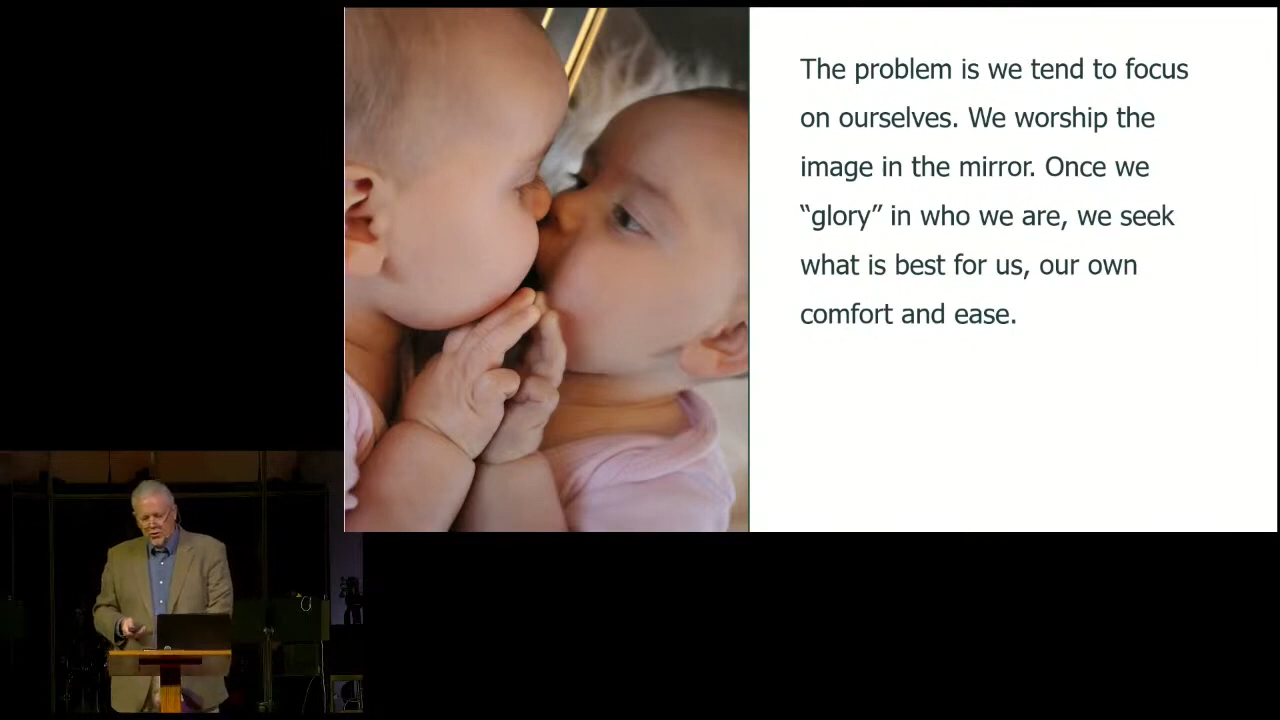 The problem is we tend to focus
on ourselves. We worship the
image in the mirror. Once we
“glory” in who we are, we seek
what is best for us, our own
comfort and ease.